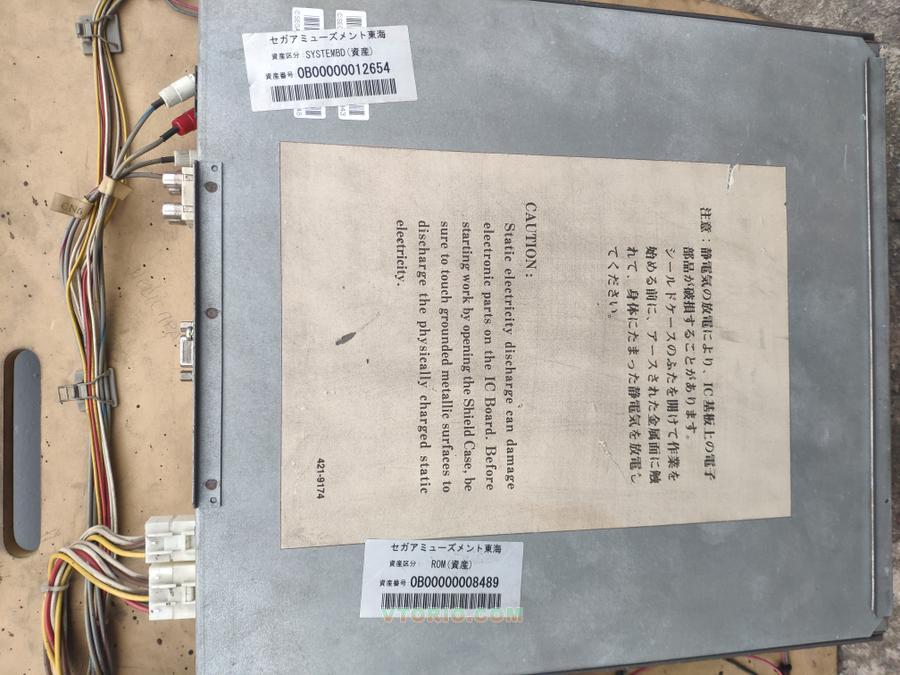 セガアミューズメント東海
資産区分 SYSTEMBD(資産)
資産番号 0B00000012654
注意：静電気の放電により、IC基板上の電子
部品が破損することがあります。
シールドケースのふたを開けて作業を
始める前に、アースされた金属面に触
れて、身体にたまった静電気を放電し
てください。
CAUTION:
Static electricity discharge can damage
electronic parts on the IC Board. Before
starting work by opening the Shield Case, be
sure to touch grounded metallic surfaces to
discharge the physically charged static
electricity.
421-9174
セガアミューズメント東海
資産区分 ROM(資産)
資産番号 0B00000008489
VTORIO.COM
CN6